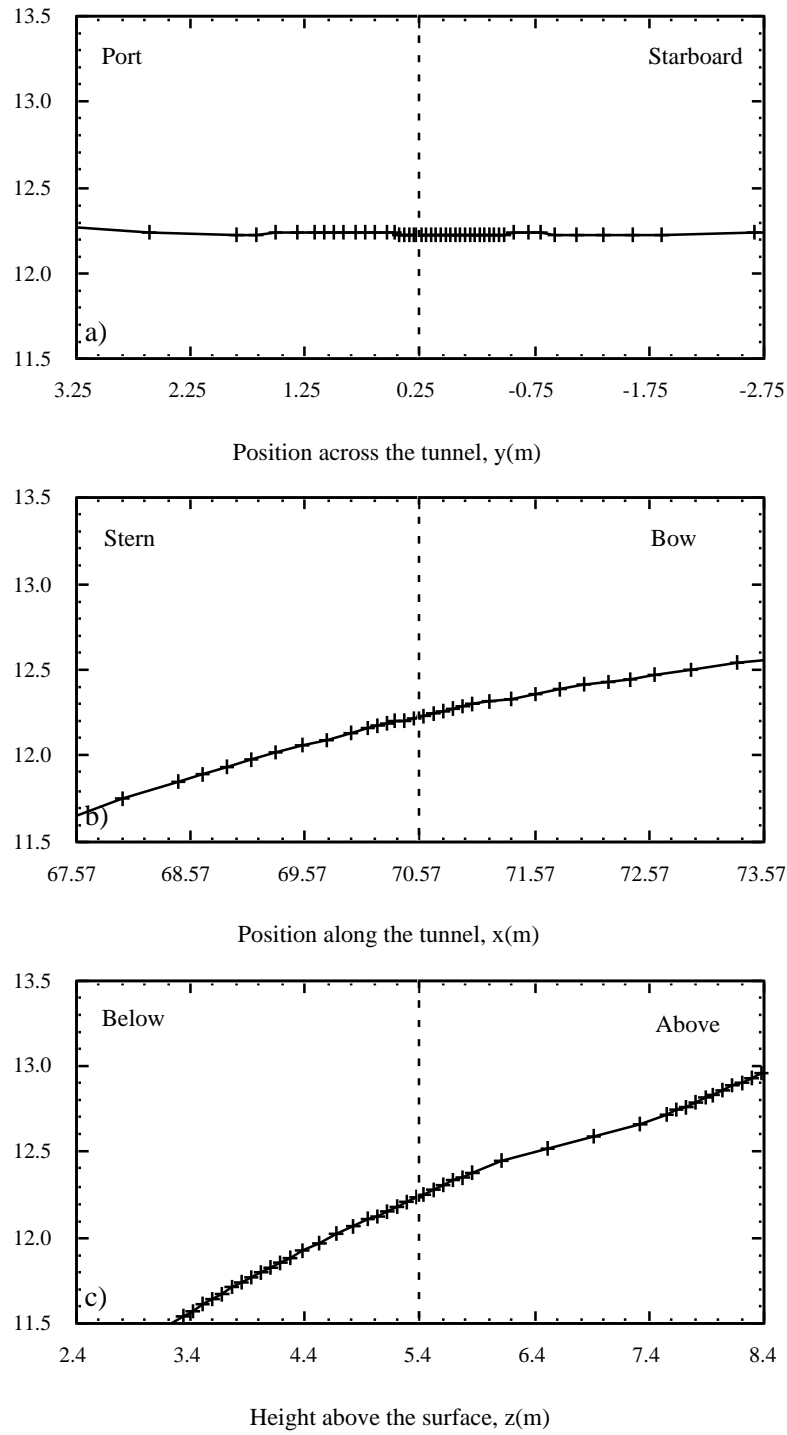 13.5
Port
Starboard
13.0
12.5
12.0
a)
11.5
3.25 2.25 1.25 0.25 -0.75 -1.75 -2.75
Position across the tunnel, y(m)
13.5
Stern
Bow
13.0
12.5
12.0
b)
11.5
67.57 68.57 69.57 70.57 71.57 72.57 73.57
Position along the tunnel, x(m)
13.5
Below
Above
13.0
12.5
12.0
c)
11.5
2.4 3.4 4.4 5.4 6.4 7.4 8.4
Height above the surface, z(m)